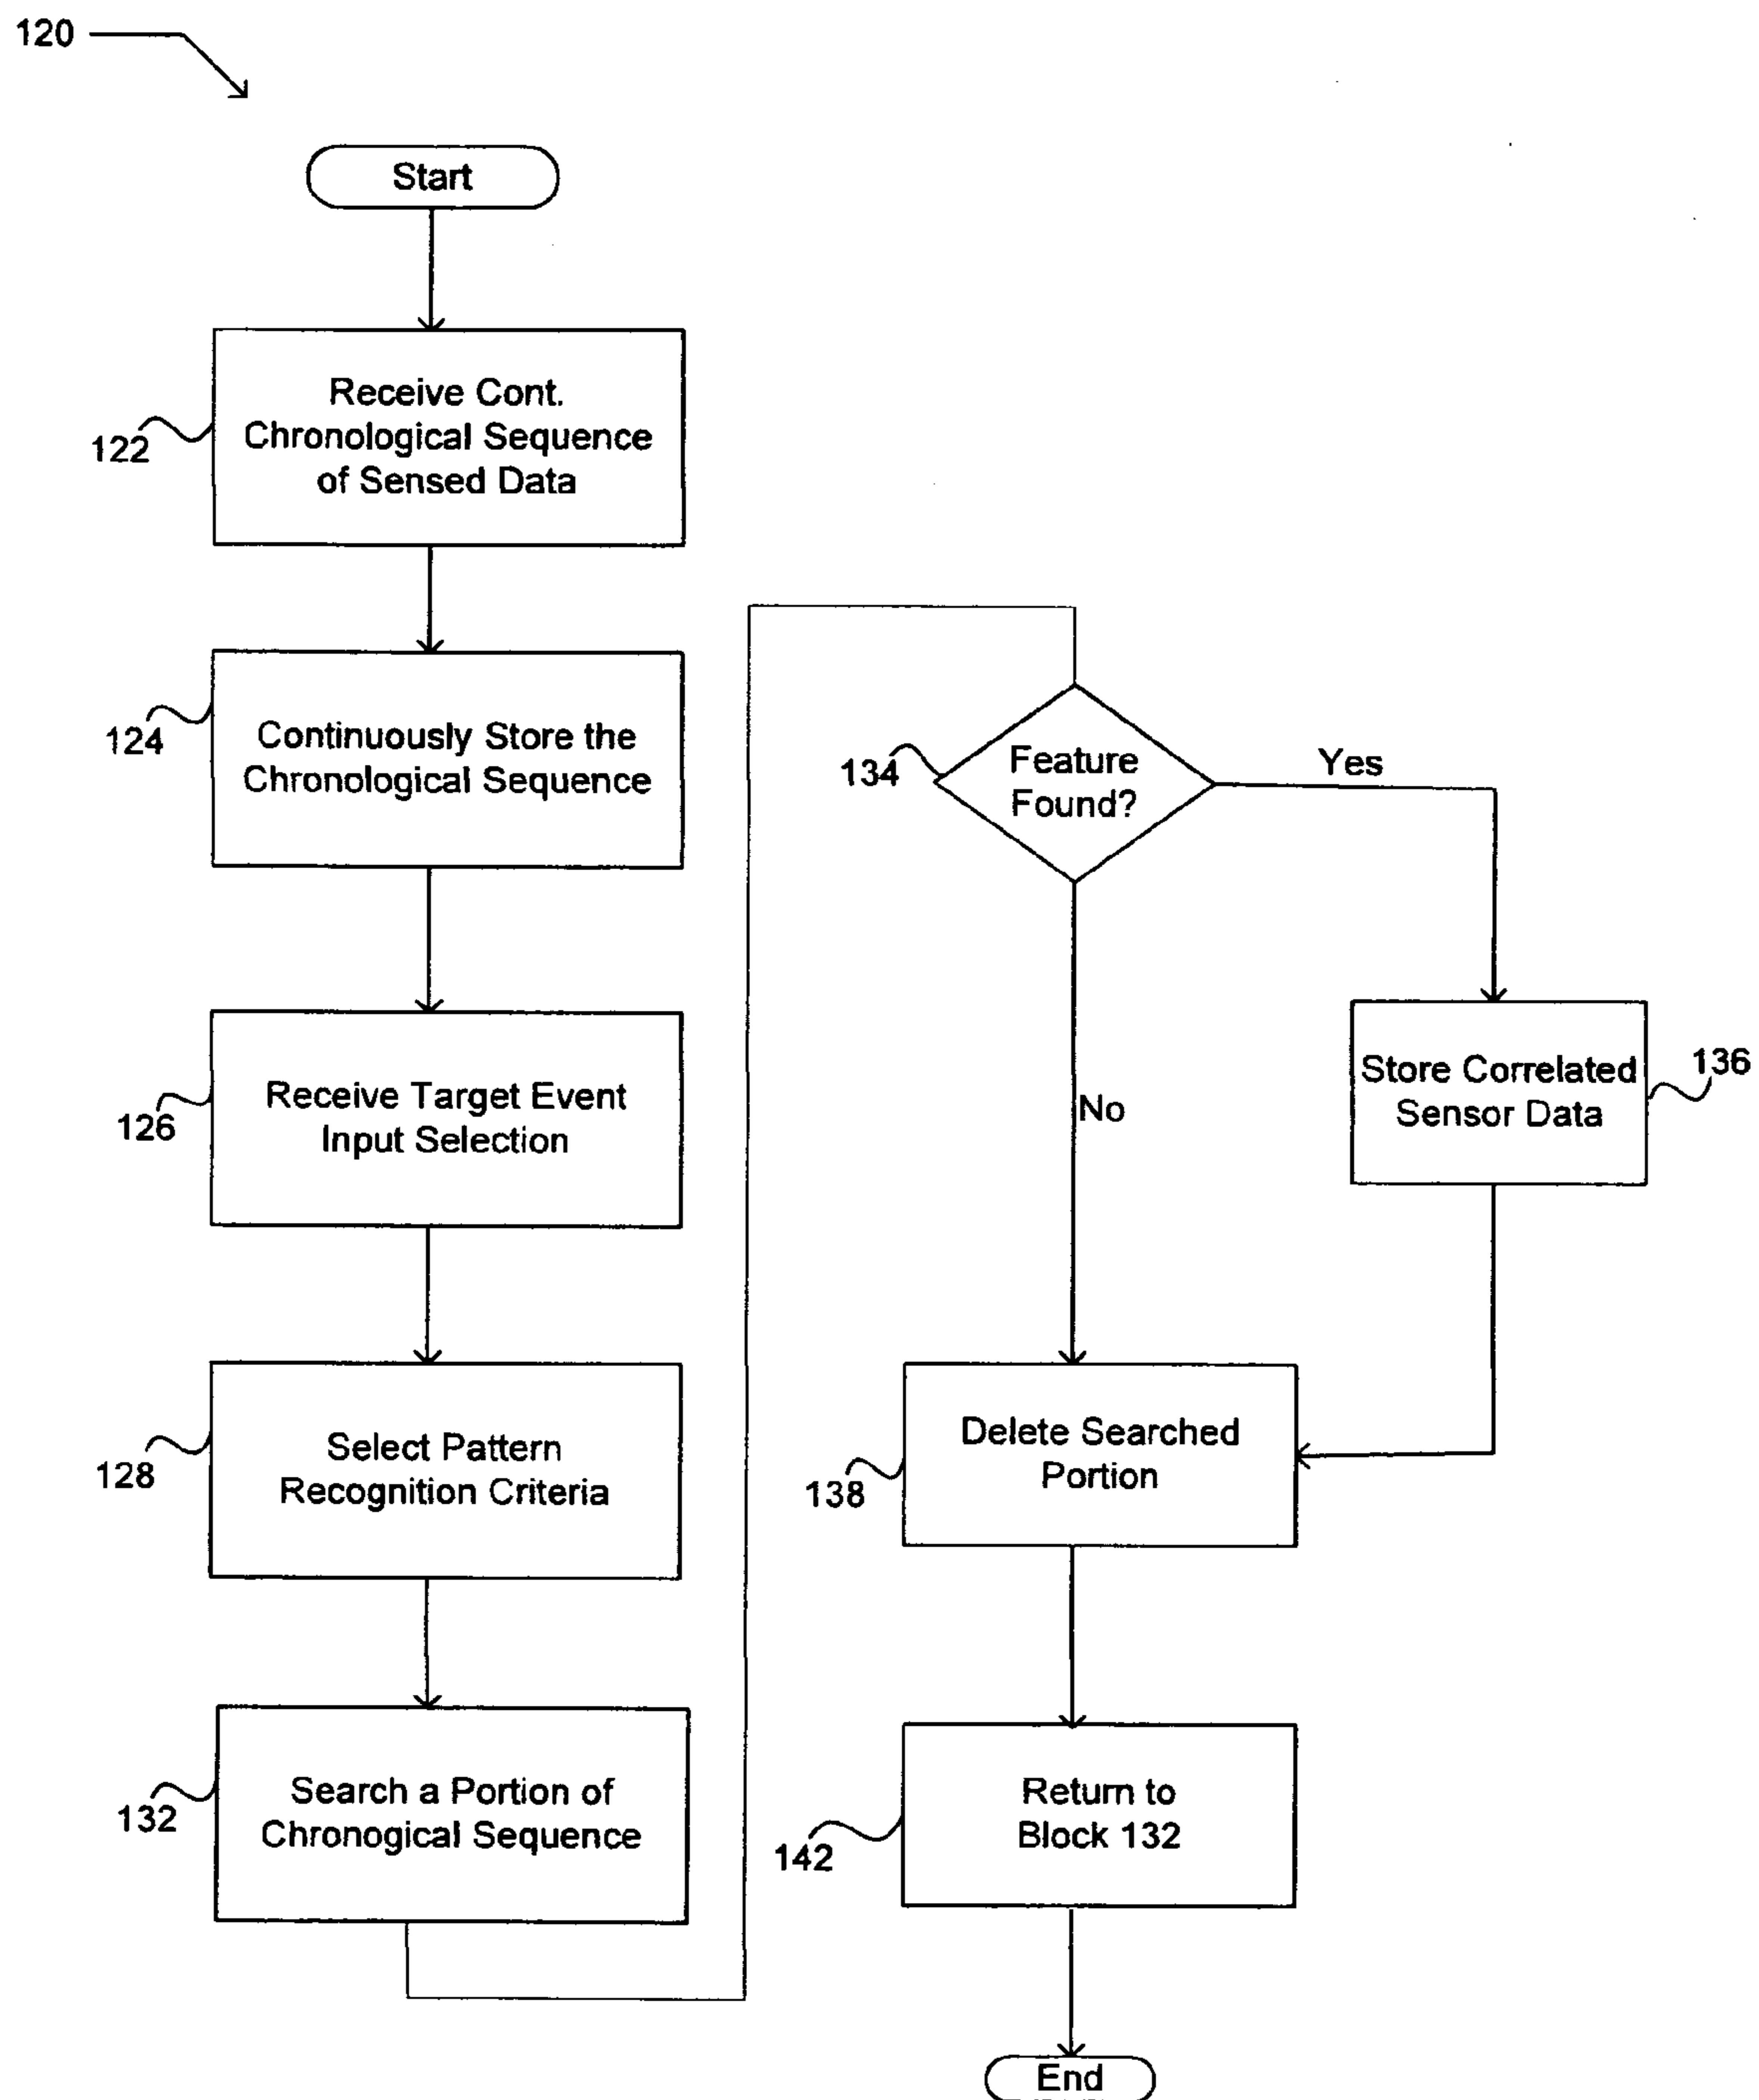 120
Start
122
Receive Cont.
Chronological Sequence
of Sensed Data
124
Continuously Store the
Chronological Sequence
126
Receive Target Event
Input Selection
128
Select Pattern
Recognition Criteria
132
Search a Portion of
Chronogical Sequence
134
Feature
Found?
Yes
No
Store Correlated
Sensor Data
136
138
Delete Searched
Portion
142
Return to
Block 132
End